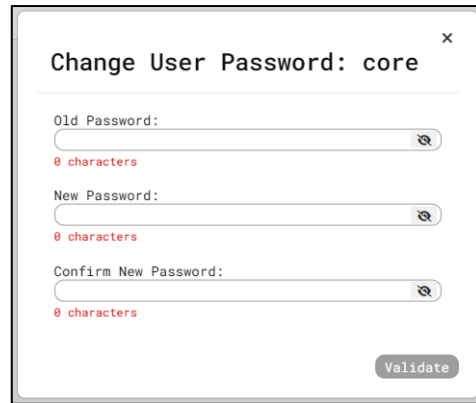 ×
Change User Password: core
Old Password:
0 characters
New Password:
0 characters
Confirm New Password:
0 characters
Validate